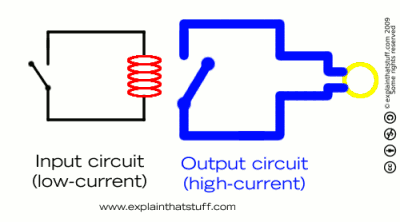 Input circuit
(low-current)
Output circuit
(high-current)
www.explainthatstuff.com
© explainthatstuff.com 2009
Some rights reserved